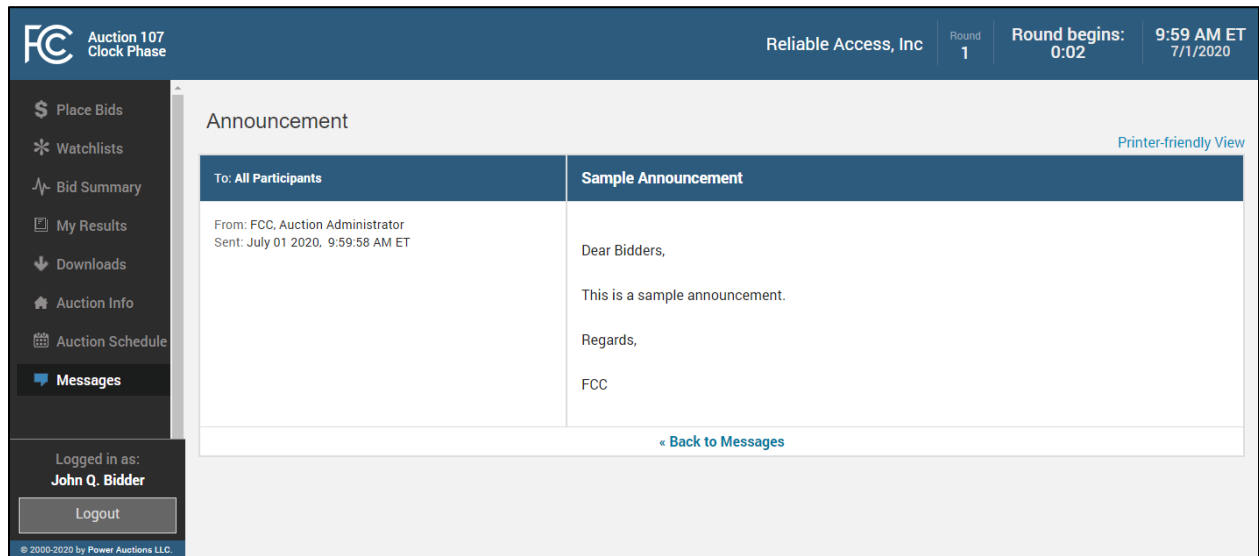 FCC
Auction 107
Clock Phase
Reliable Access, Inc
Round
1
Round begins:
0:02
9:59 AM ET
7/1/2020
Place Bids
Watchlists
Bid Summary
My Results
Downloads
Auction Info
Auction Schedule
Messages
Logged in as:
John Q. Bidder
Logout
© 2000-2020 by Power Auctions LLC.
Announcement
Printer-friendly View
To: All Participants
Sample Announcement
From: FCC, Auction Administrator
Sent: July 01 2020, 9:59:58 AM ET
Dear Bidders,
This is a sample announcement.
Regards,
FCC
« Back to Messages